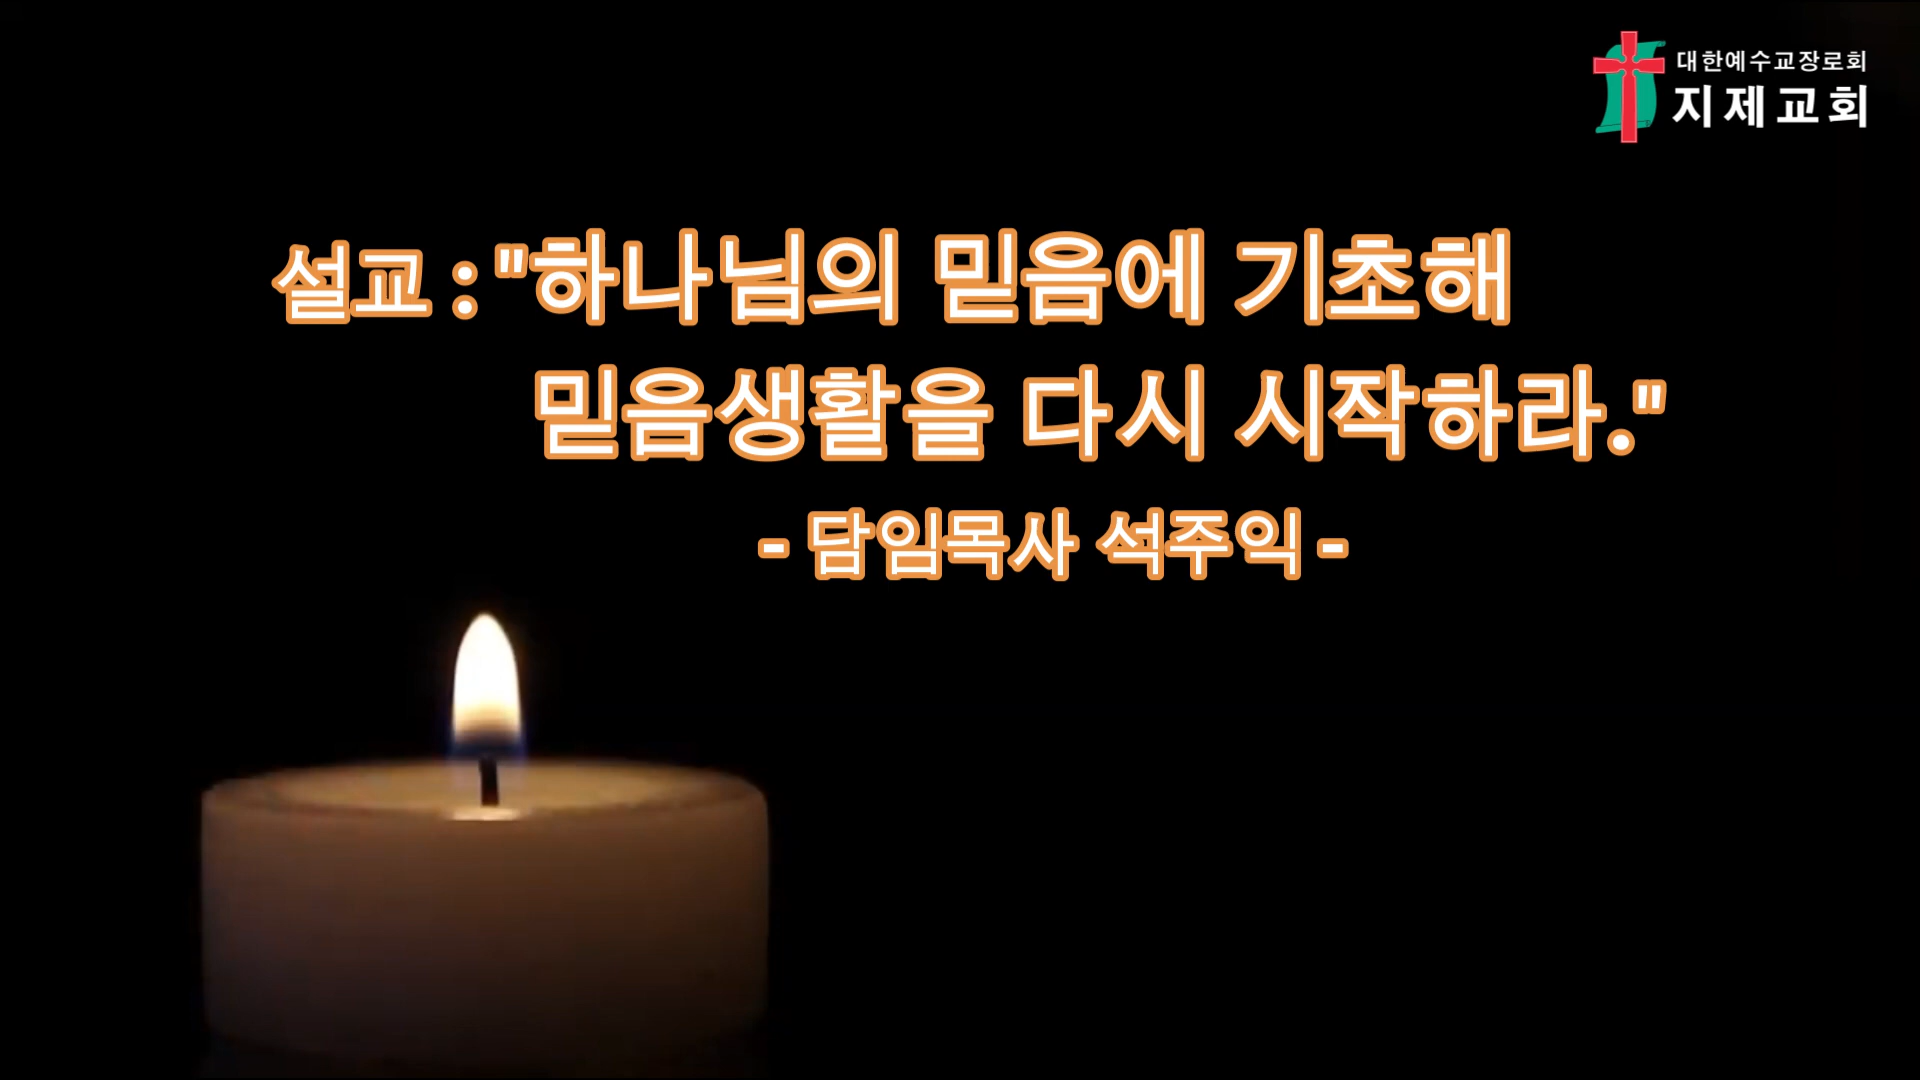 대한예수교장로회
지제교회
설교 : "하나님의 믿음에 기초해
믿음생활을 다시 시작하라."
- 담임목사 석주익 -